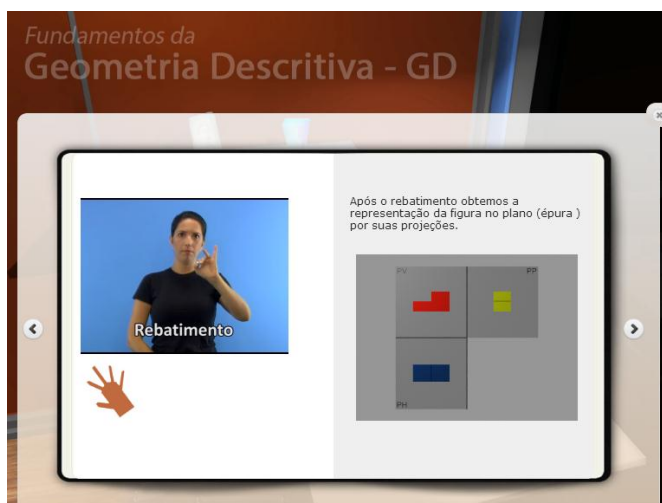 Fundamentos da
Geometria Descritiva - GD
Rebatimento
Após o rebatimento obtemos a
representação da figura no plano (épura )
por suas projeções.
PV
PP
PH